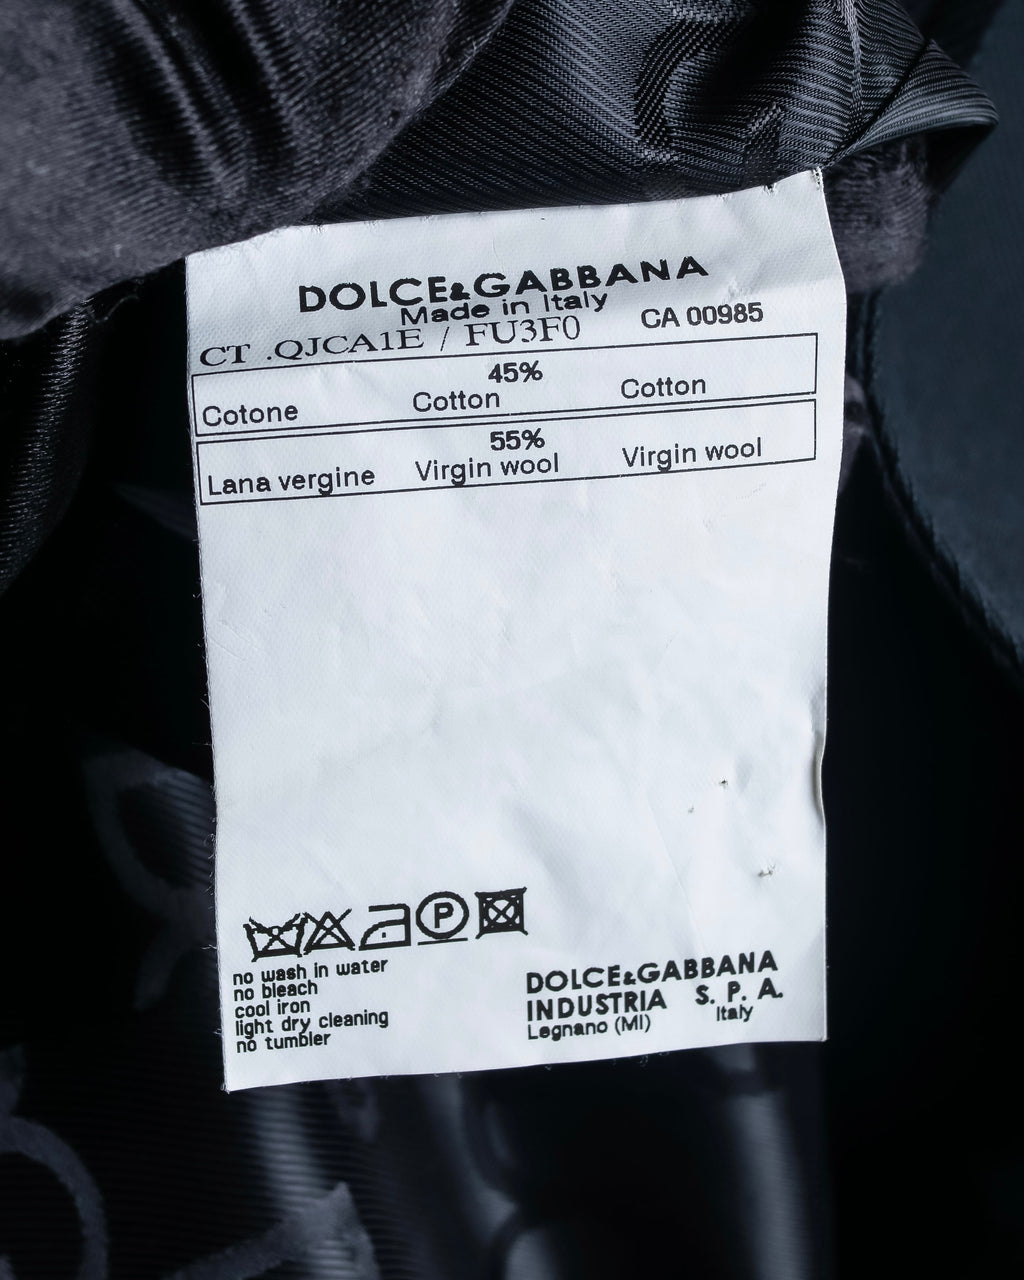 DOLCE&GABBANA
Made in Italy
CT .QJCA1E / FU3F0 CA 00985
45%
Cotone Cotton Cotton
55%
Lana vergine Virgin wool Virgin wool
P
no wash in water
no bleach
cool iron
light dry cleaning
no tumbler
DOLCE&GABBANA
INDUSTRIA S. P. A.
Legnano (MI) Italy